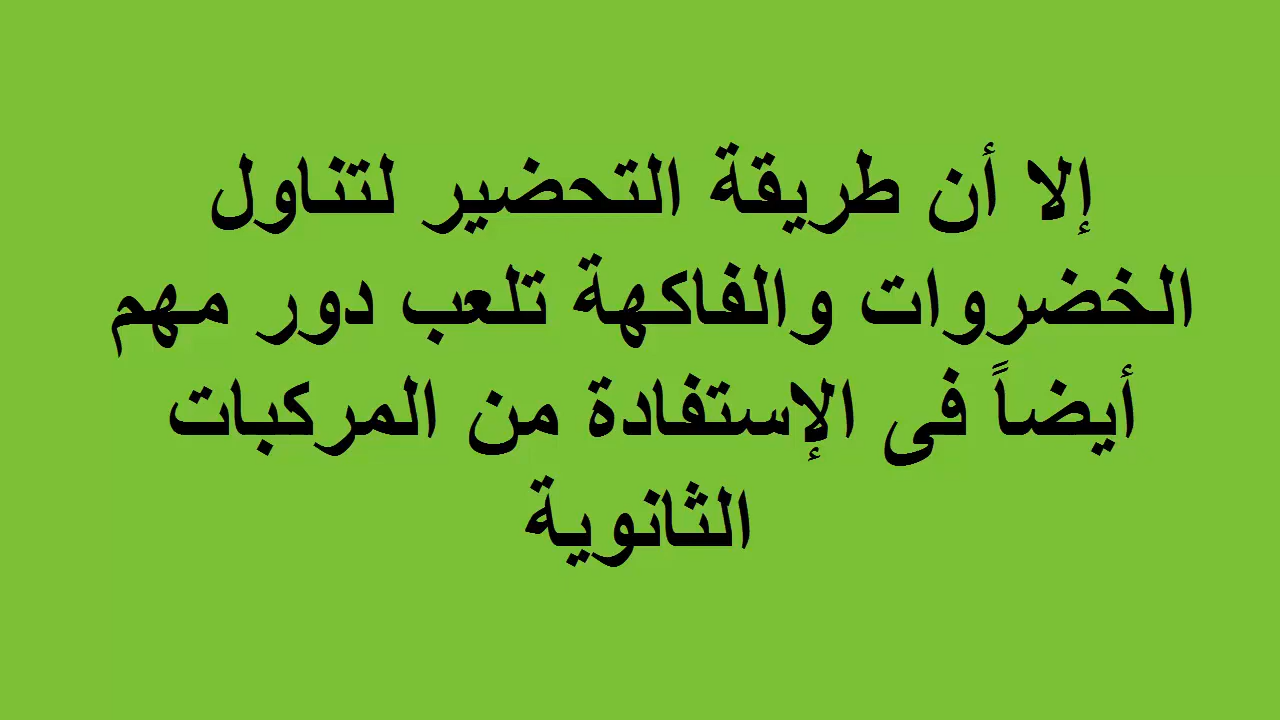 إلا أن طريقة التحضير لتناول
الخضروات والفاكهة تلعب دور مهم
أيضاً فى الإستفادة من المركبات
الثانوية